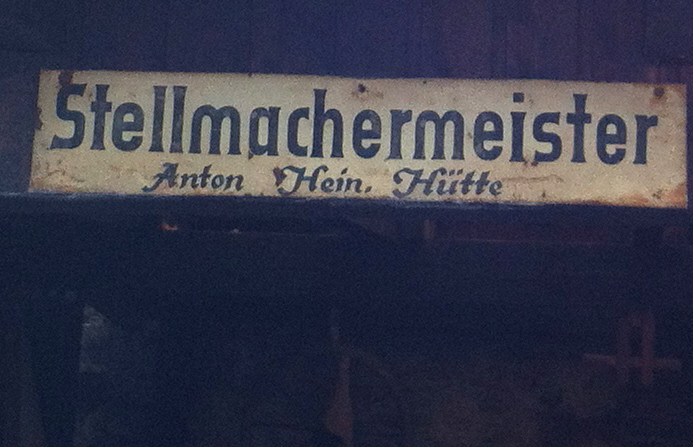 Stellmachermeister
Anton Hein. Hütte